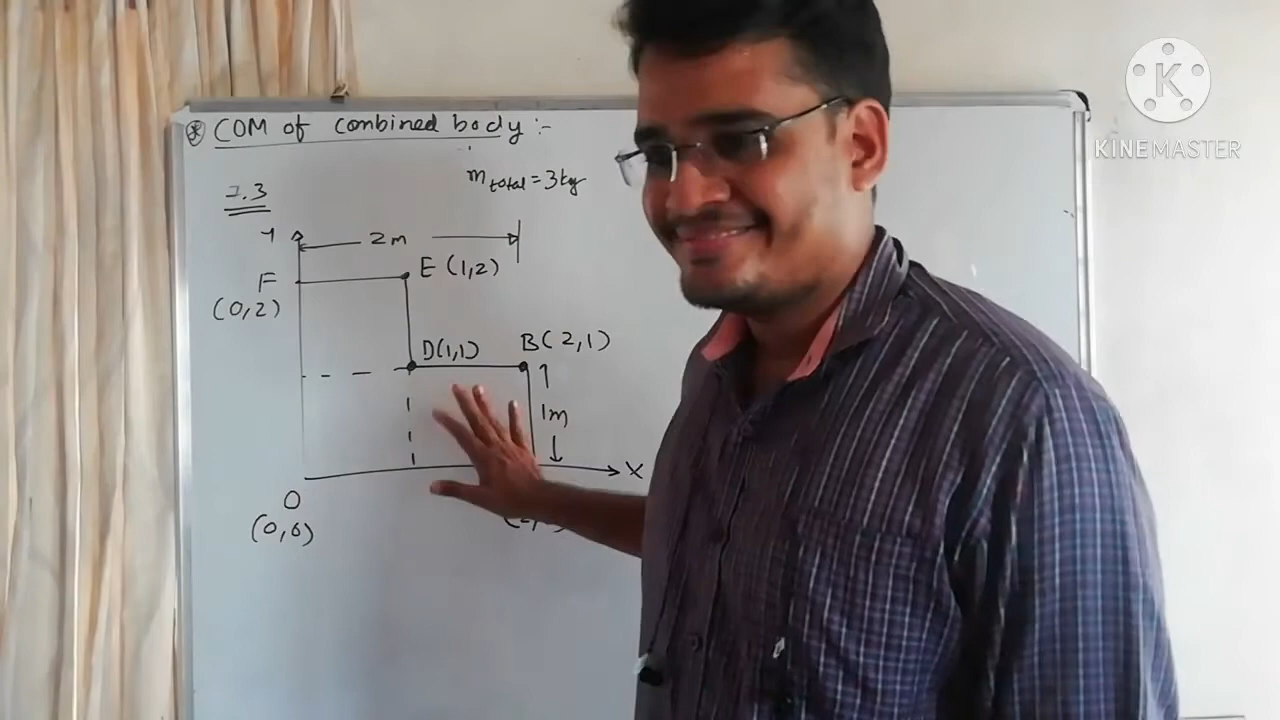 * COM of Combined body :-
m total = 3kg
7.3
Y
2m
F
E (1,2)
(0,2)
D(1,1)
B(2,1)
1m
X
O
(0,0)
K
KINEMASTER